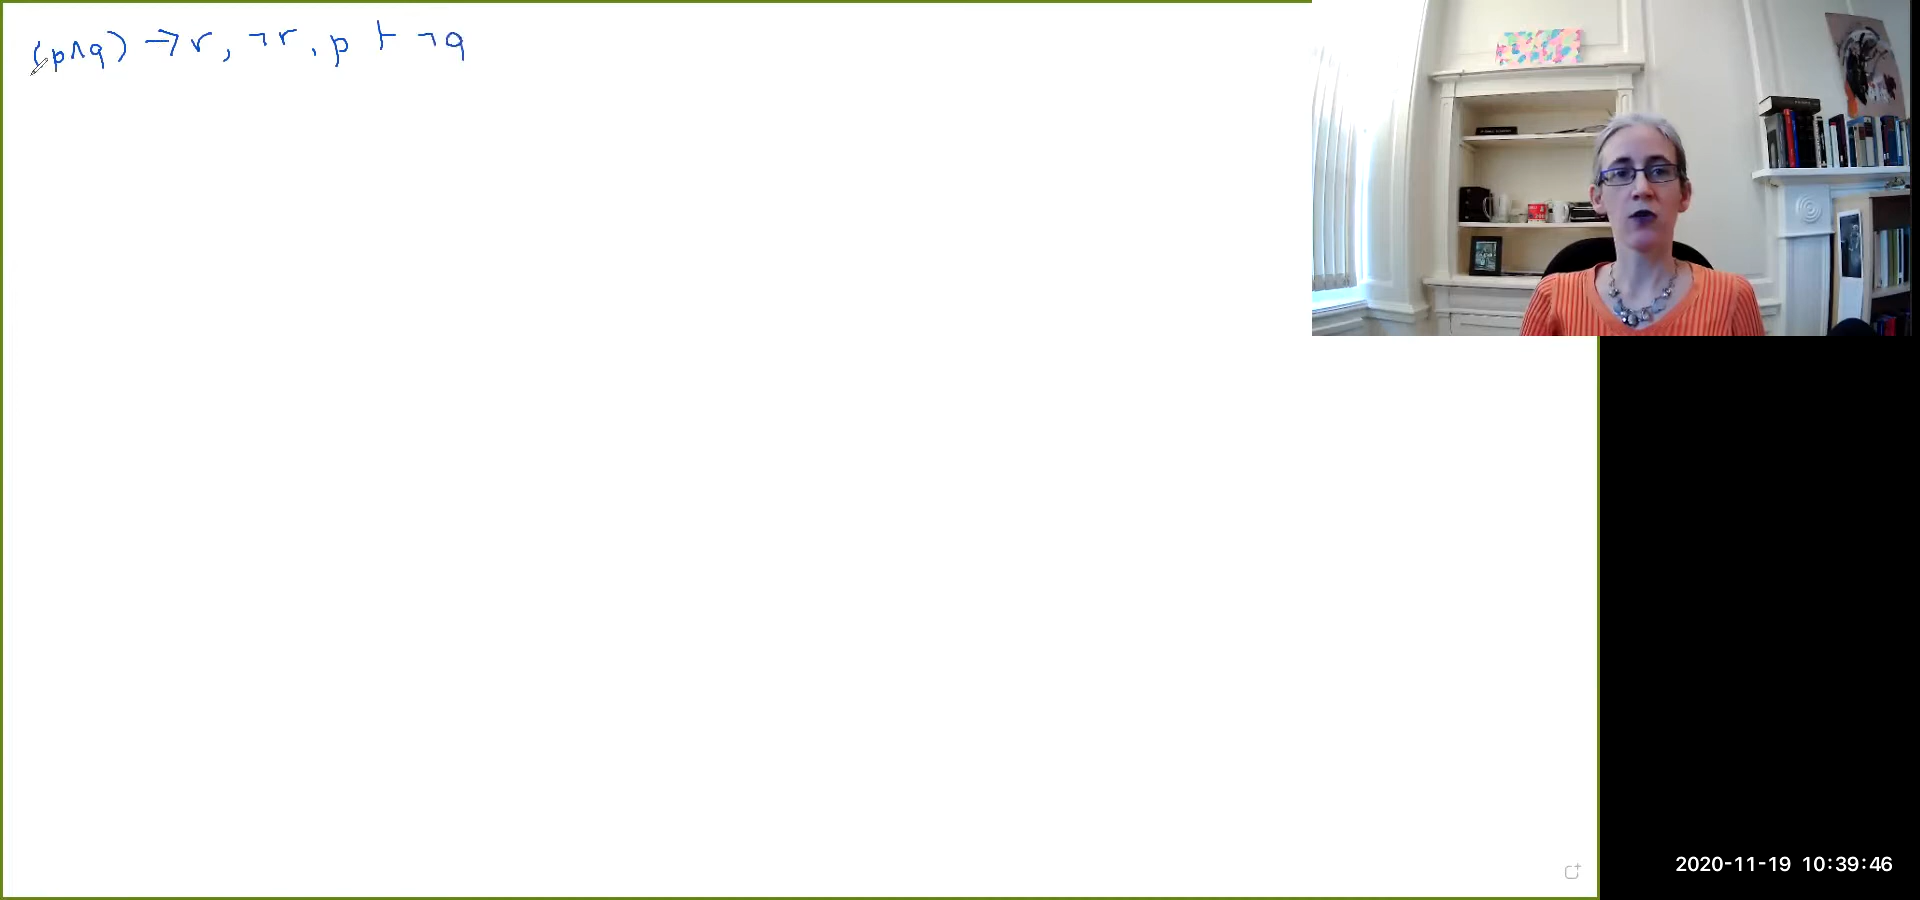 (p∧q) → r, ¬r, p ⊢ ¬q
2020-11-19 10:39:46